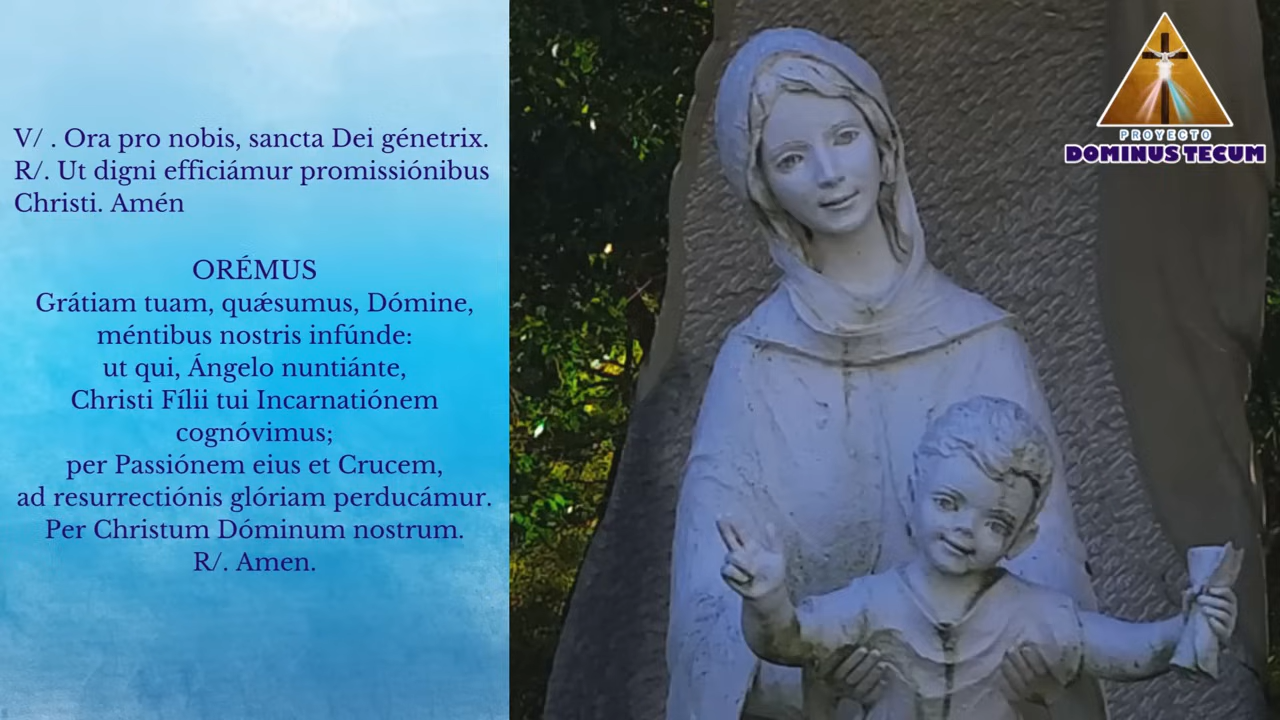 V/ . Ora pro nobis, sancta Dei génetrix.
R/. Ut digni efficiámur promissiónibus
Christi. Amén
ORÉMUS
Grátiam tuam, quǽsumus, Dómine,
méntibus nostris infúnde:
ut qui, Ángelo nuntiánte,
Christi Fílii tui Incarnatiónem
cognóvimus;
per Passiónem eius et Crucem,
ad resurrectiónis glóriam perducámur.
Per Christum Dóminum nostrum.
R/. Amen.
PROYECTO
DOMINUS TECUM